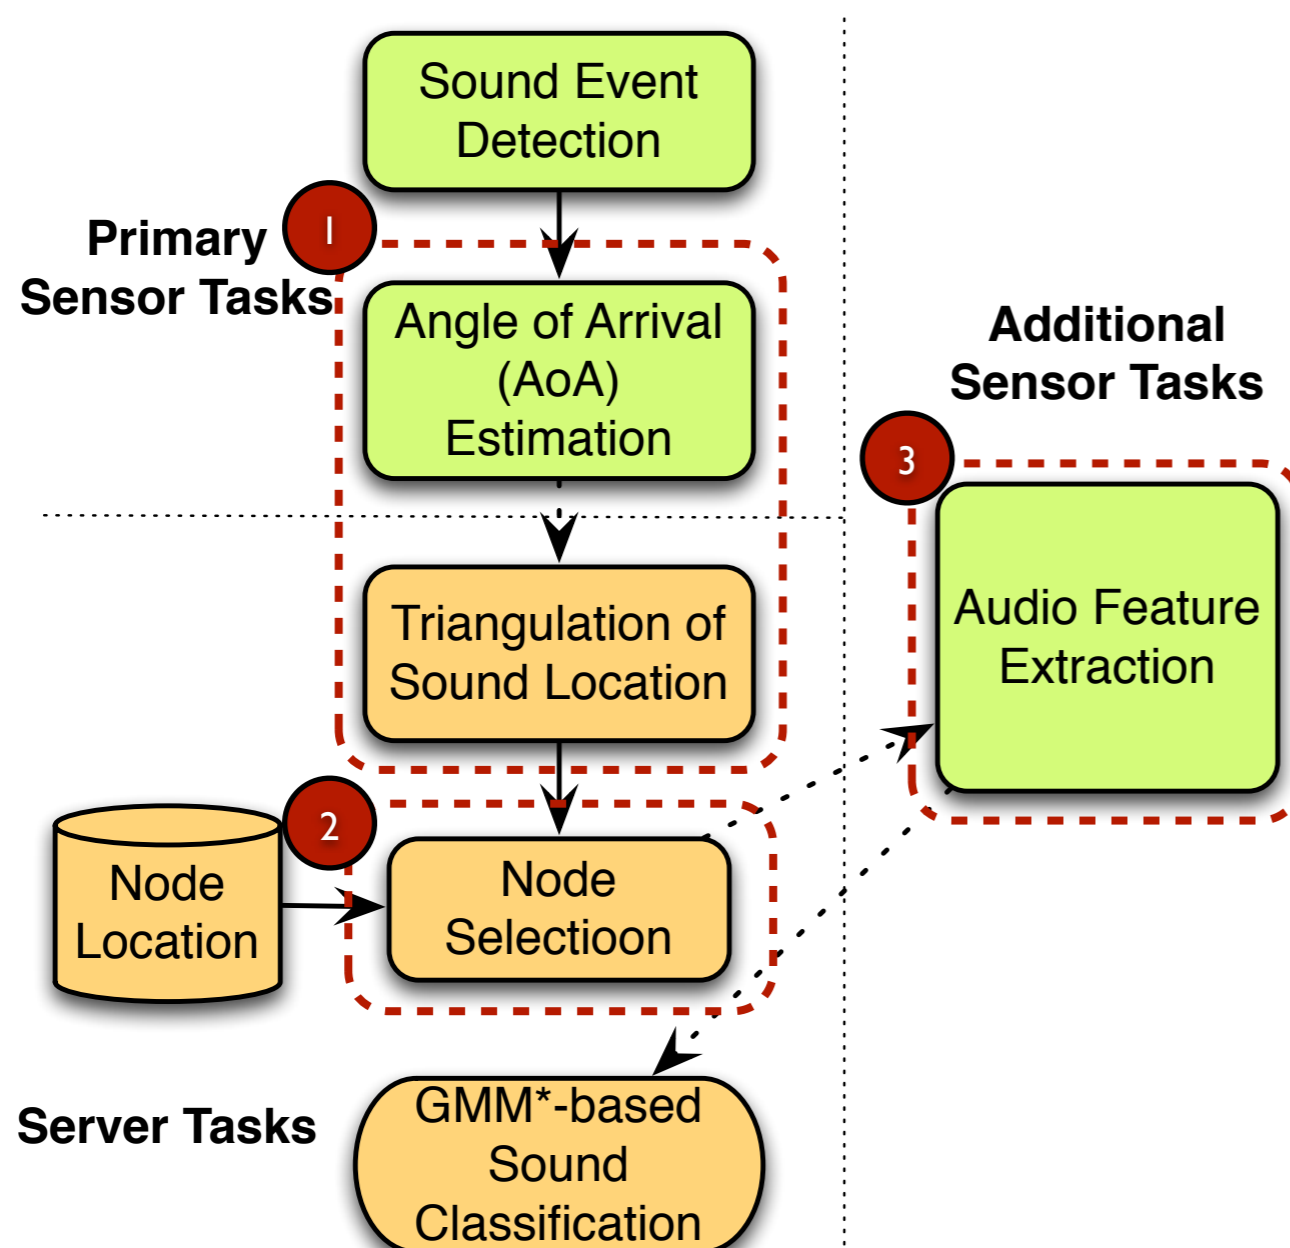 Sound Event
Detection
1
Primary
Sensor Tasks
Angle of Arrival
(AoA)
Estimation
Additional
Sensor Tasks
3
Audio Feature
Extraction
Triangulation of
Sound Location
2
Node
Location
Node
Selectioon
Server Tasks
GMM*-based
Sound
Classification